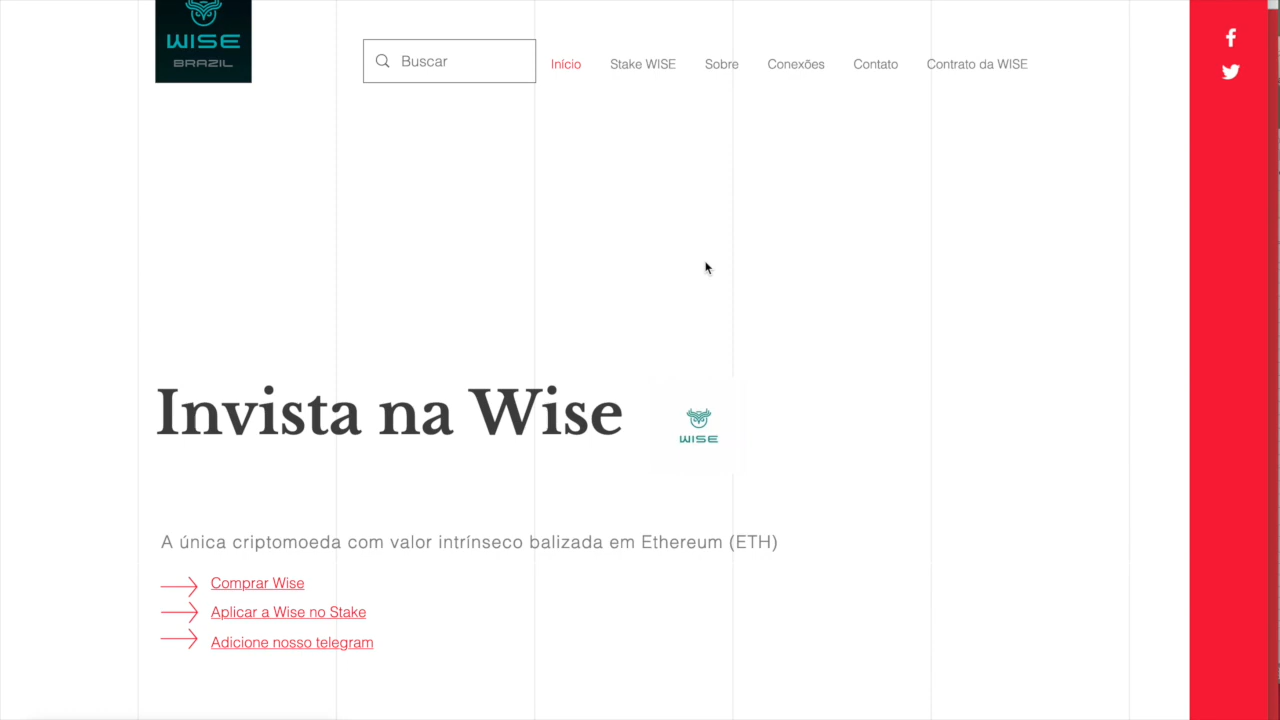 WISE
BRAZIL
Buscar
Início
Stake WISE
Sobre
Conexões
Contato
Contrato da WISE
Invista na Wise
WISE
A única criptomoeda com valor intrínseco balizada em Ethereum (ETH)
Comprar Wise
Aplicar a Wise no Stake
Adicione nosso telegram